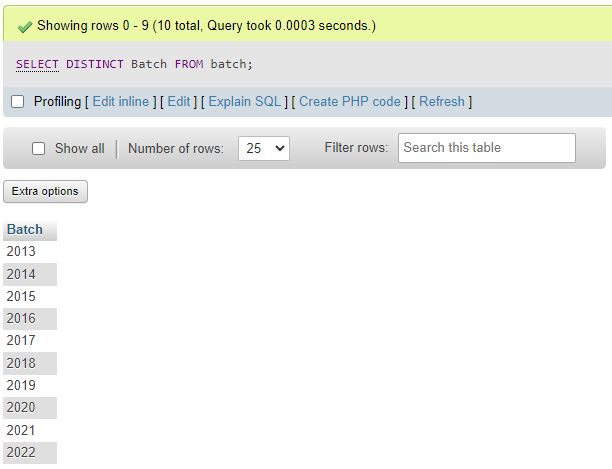 Showing rows 0 - 9 (10 total, Query took 0.0003 seconds.)
SELECT DISTINCT Batch FROM batch;
Profiling [ Edit inline ] [ Edit ] [ Explain SQL ] [ Create PHP code ] [ Refresh ]
Show all Number of rows: 25 Filter rows: Search this table
Extra options
Batch
2013
2014
2015
2016
2017
2018
2019
2020
2021
2022